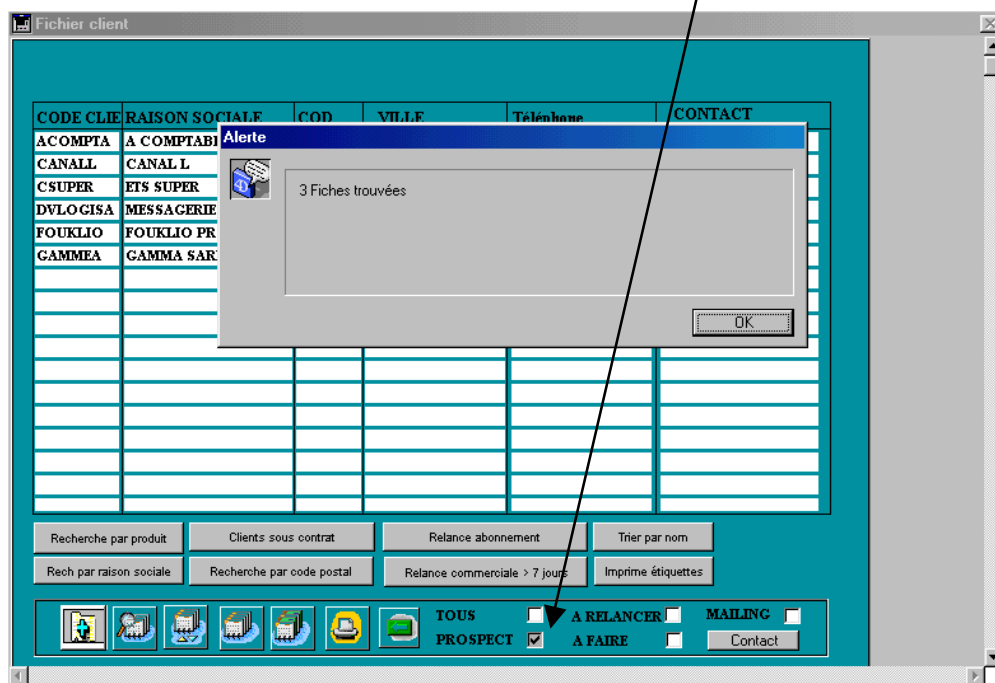 Fichier client
CODE CLIE RAISON SOCIALE COD VILLE Téléphone CONTACT
Alerte
3 Fiches trouvées
OK
ACOMPTA A COMPTABI
CANALL CANAL L
CSUPER ETS SUPER
DVLOGISA MESSAGERIE
FOUKLIO FOUKLIO PR
GAMMEA GAMMA SAR
Recherche par produit Clients sous contrat Relance abonnement Trier par nom
Rech par raison sociale Recherche par code postal Relance commerciale > 7 jours Imprime étiquettes
TOUS A RELANCER MAILING
PROSPECT A FAIRE Contact